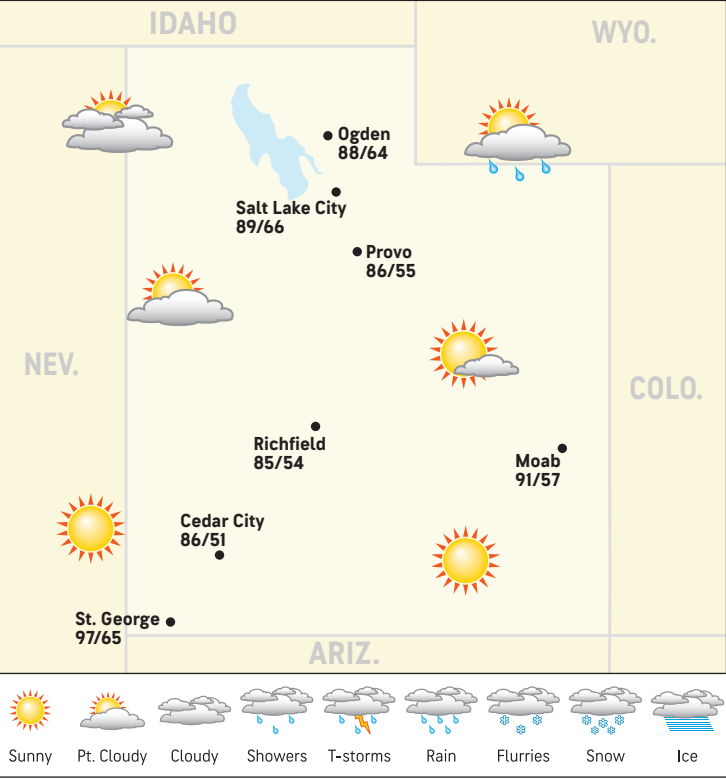 IDAHO
WYO.
Ogden
88/64
Salt Lake City
89/66
Provo
86/55
NEV.
COLO.
Richfield
85/54
Moab
91/57
Cedar City
86/51
St. George
97/65
ARIZ.
Sunny
Pt. Cloudy
Cloudy
Showers
T-storms
Rain
Flurries
Snow
Ice